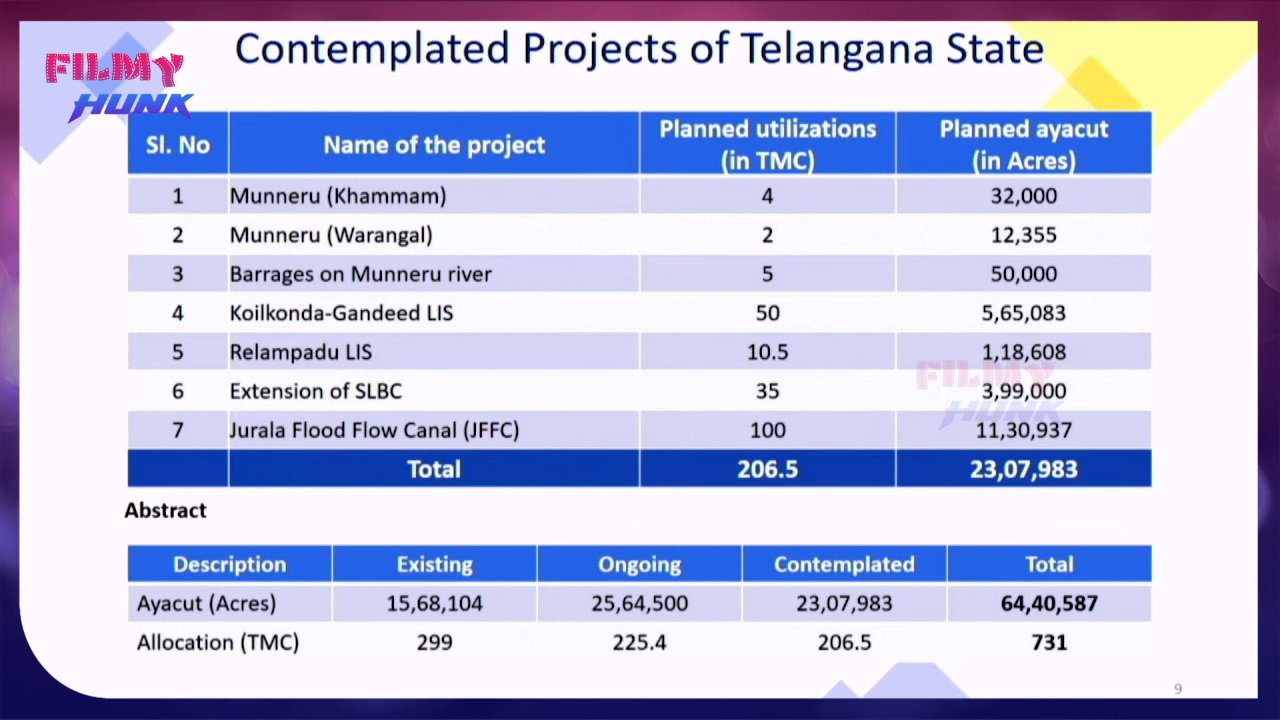 FILMY
HUNK
Contemplated Projects of Telangana State
Sl. No Name of the project Planned utilizations (in TMC) Planned ayacut (in Acres)
1 Munneru (Khammam) 4 32,000
2 Munneru (Warangal) 2 12,355
3 Barrages on Munneru river 5 50,000
4 Koilkonda-Gandeed LIS 50 5,65,083
5 Relampadu LIS 10.5 1,18,608
6 Extension of SLBC 35 3,99,000
7 Jurala Flood Flow Canal (JFFC) 100 11,30,937
Total 206.5 23,07,983
FILMY
HUNK
Abstract
Description Existing Ongoing Contemplated Total
Ayacut (Acres) 15,68,104 25,64,500 23,07,983 64,40,587
Allocation (TMC) 299 225.4 206.5 731
9